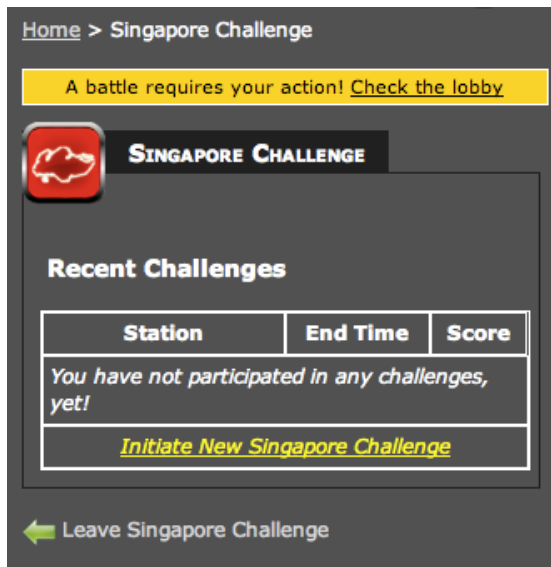 Home > Singapore Challenge
A battle requires your action! Check the lobby
Singapore Challenge
Recent Challenges
Station End Time Score
You have not participated in any challenges,
yet!
Initiate New Singapore Challenge
Leave Singapore Challenge